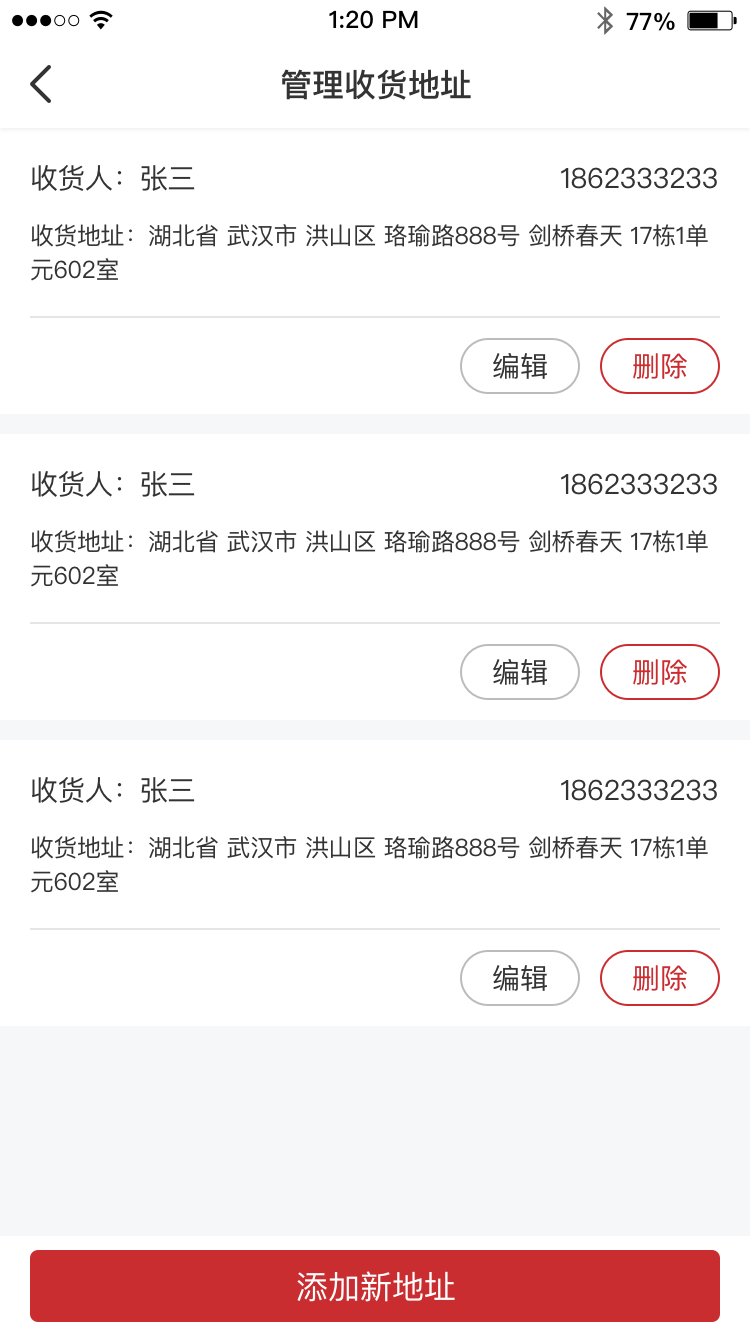 1:20 PM 77%
管理收货地址
收货人：张三 1862333233
收货地址：湖北省 武汉市 洪山区 珞瑜路888号 剑桥春天 17栋1单
元602室
编辑 删除
收货人：张三 1862333233
收货地址：湖北省 武汉市 洪山区 珞瑜路888号 剑桥春天 17栋1单
元602室
编辑 删除
收货人：张三 1862333233
收货地址：湖北省 武汉市 洪山区 珞瑜路888号 剑桥春天 17栋1单
元602室
编辑 删除
添加新地址